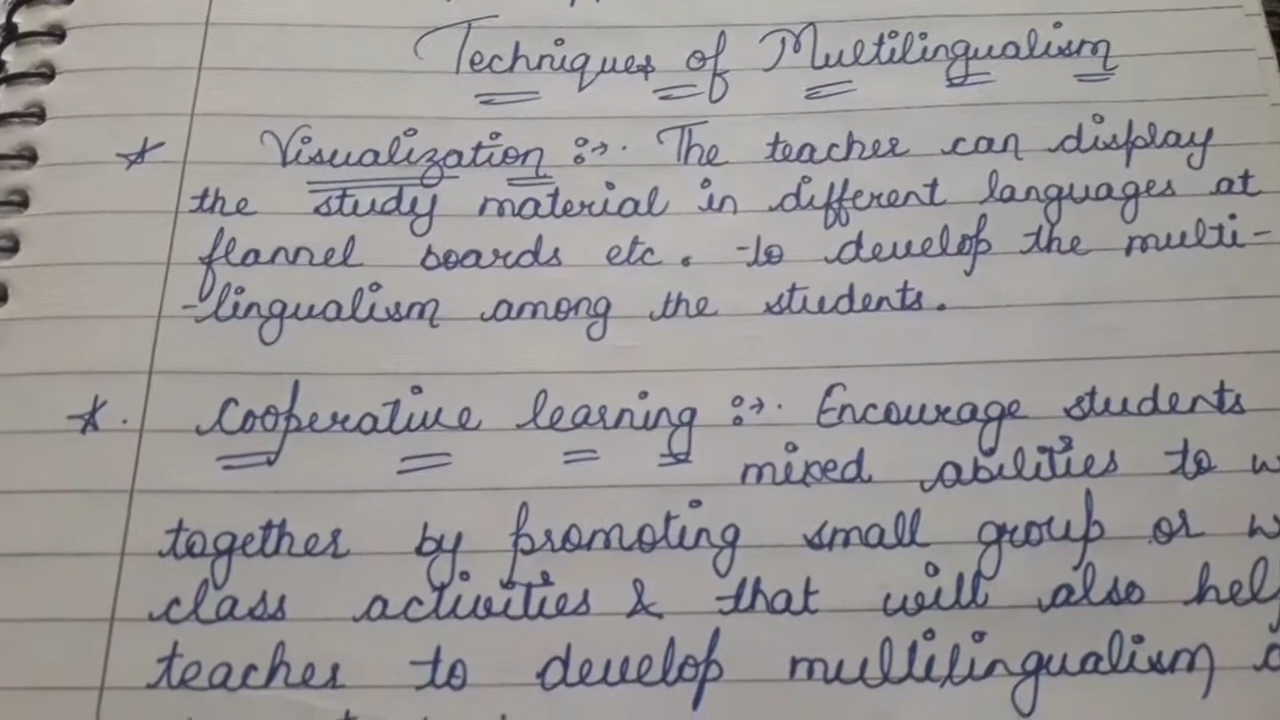 Techniques of Multilingualism
* Visualization :→. The teacher can display
the study material in different languages at
flannel boards etc. to develop the multi-
-lingualism among the students.
*. Cooperative learning :→. Encourage students
mixed abilities to
together by promoting small group or
class activities & that will also
teacher to develop multilingualism